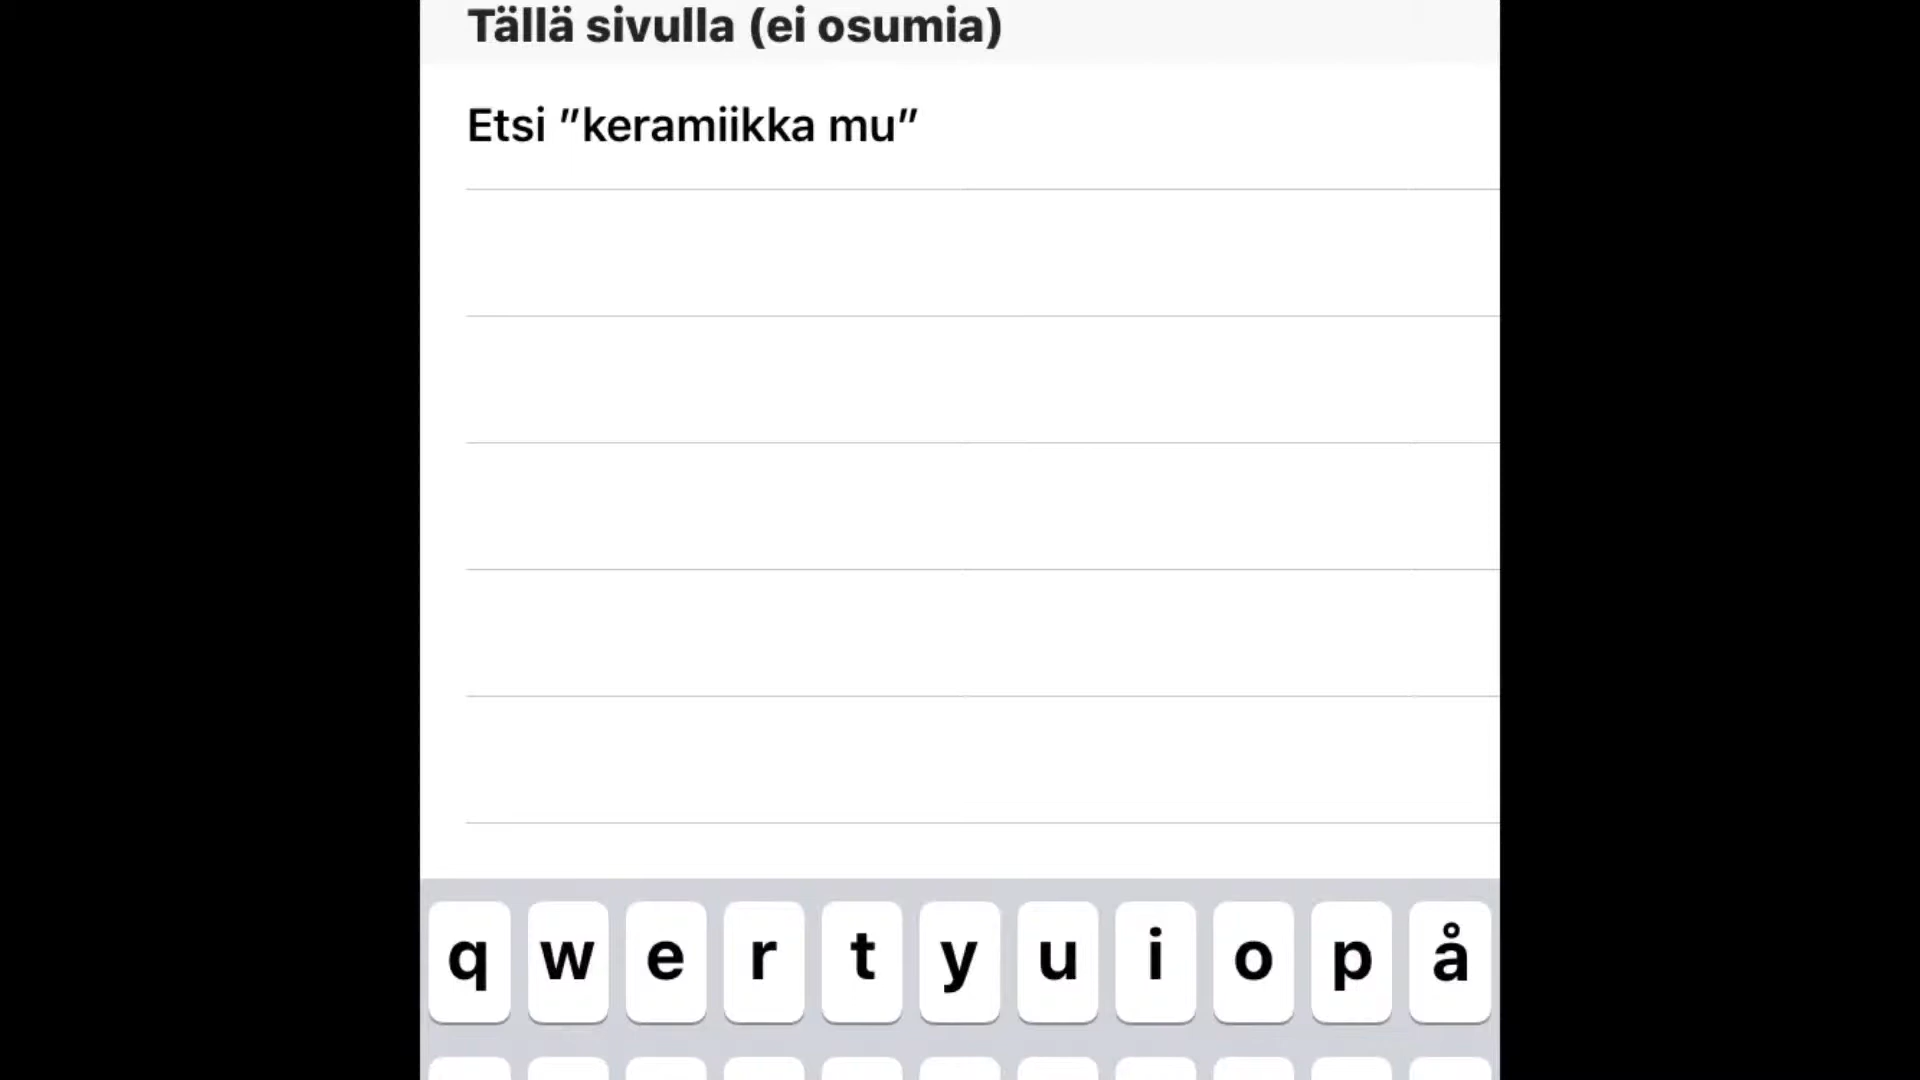 Tällä sivulla (ei osumia)
Etsi ”keramiikka mu”
q w e r t y u i o p å